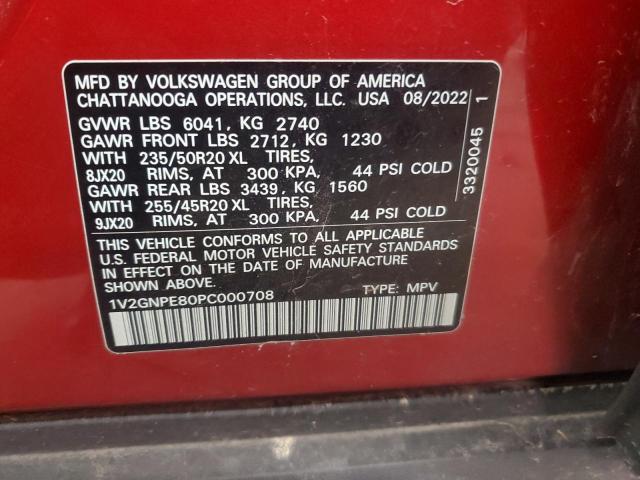 MFD BY VOLKSWAGEN GROUP OF AMERICA
CHATTANOOGA OPERATIONS, LLC. USA 08/2022
GVWR LBS 6041, KG 2740
GAWR FRONT LBS 2712, KG 1230
WITH 235/50R20 XL TIRES,
8JX20 RIMS, AT 300 KPA, 44 PSI COLD
GAWR REAR LBS 3439, KG 1560
WITH 255/45R20 XL TIRES,
9JX20 RIMS, AT 300 KPA, 44 PSI COLD
THIS VEHICLE CONFORMS TO ALL APPLICABLE
U.S. FEDERAL MOTOR VEHICLE SAFETY STANDARDS
IN EFFECT ON THE DATE OF MANUFACTURE
SHOWN ABOVE.
1V2GNPE80PC000708 TYPE: MPV
3320045 1